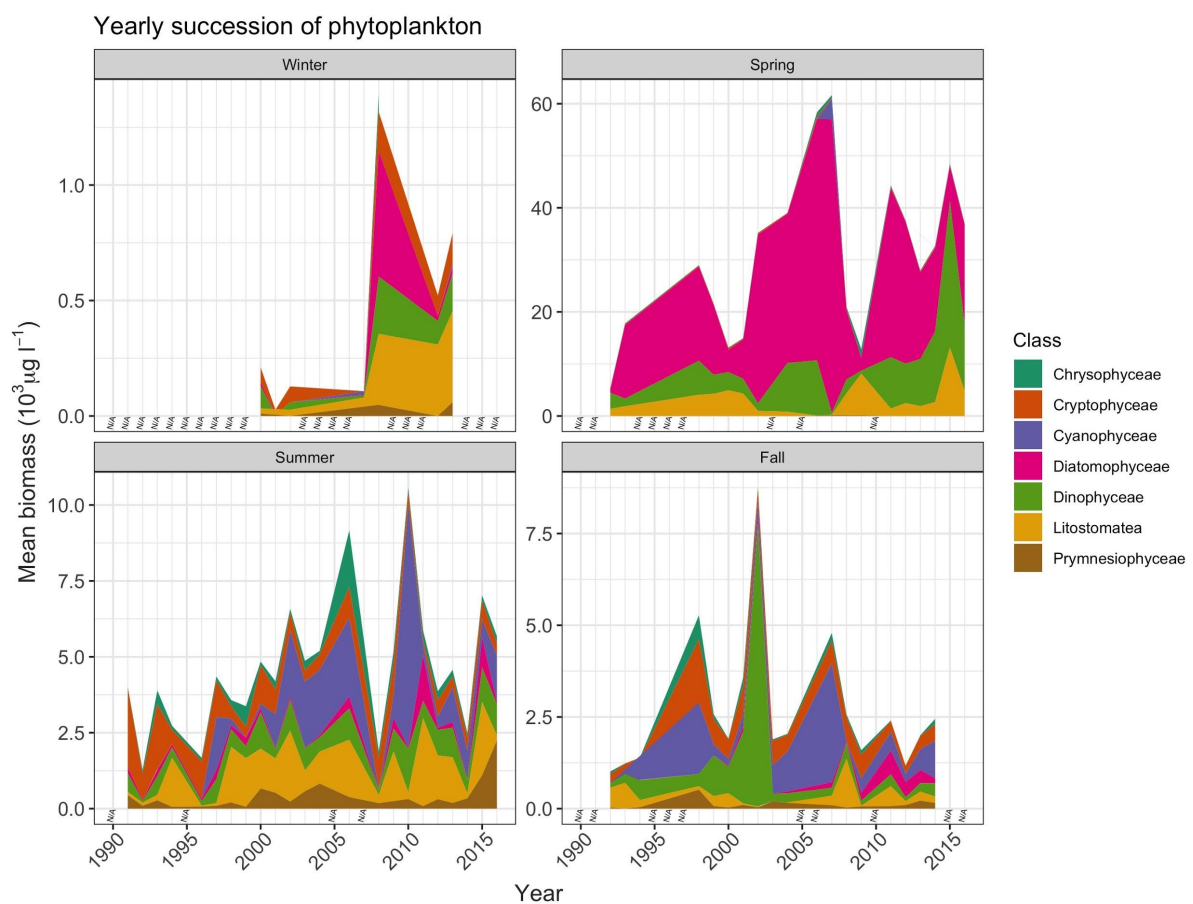 Yearly succession of phytoplankton
Winter
Spring
1.0
0.5
0.0
60
40
20
0
N/A N/A N/A N/A N/A N/A N/A N/A N/A N/A N/A N/A N/A N/A N/A N/A N/A N/A N/A N/A
N/A N/A N/A N/A N/A N/A N/A N/A N/A
Summer
Fall
10.0
7.5
5.0
2.5
0.0
7.5
5.0
2.5
0.0
N/A N/A N/A N/A
N/A N/A N/A N/A N/A N/A N/A N/A N/A N/A
1990 1995 2000 2005 2010 2015
1990 1995 2000 2005 2010 2015
Year
Mean biomass (10³µg l⁻¹)
Class
Chrysophyceae
Cryptophyceae
Cyanophyceae
Diatomophyceae
Dinophyceae
Litostomatea
Prymnesiophyceae